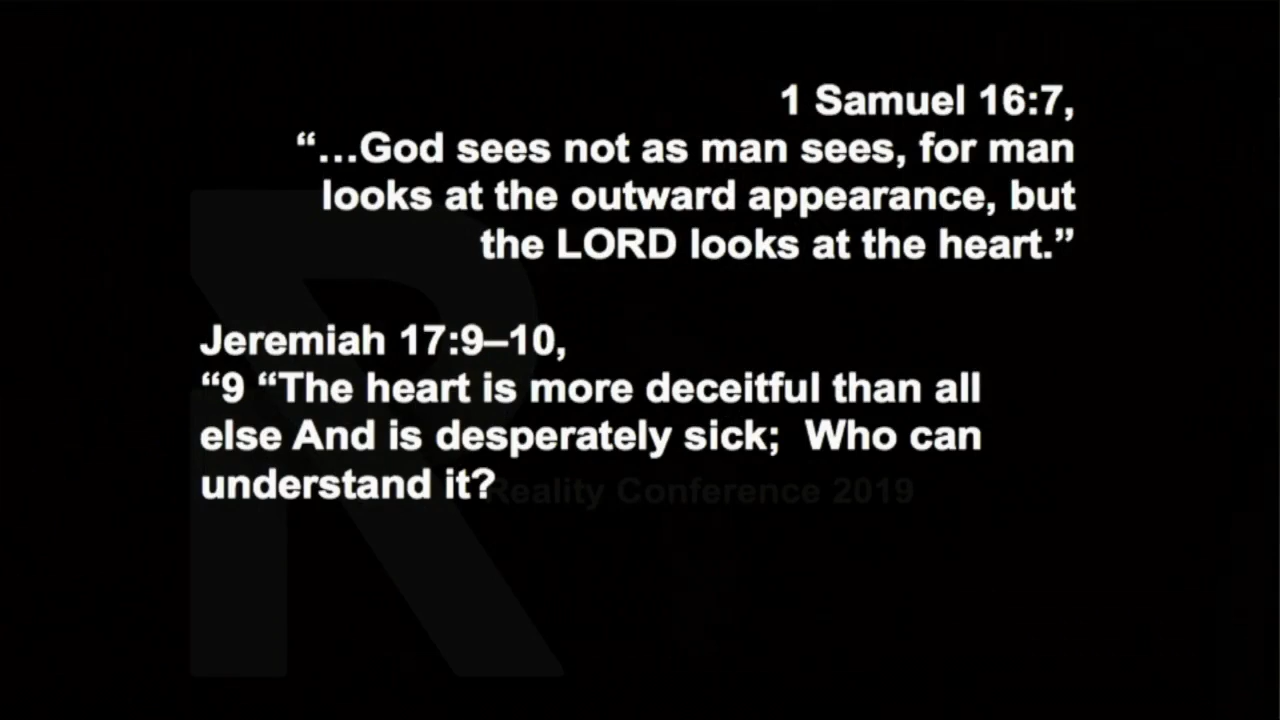 1 Samuel 16:7,
“…God sees not as man sees, for man
looks at the outward appearance, but
the LORD looks at the heart.”
Jeremiah 17:9–10,
“9 “The heart is more deceitful than all
else And is desperately sick;  Who can
understand it?
Reality Conference 2019
R